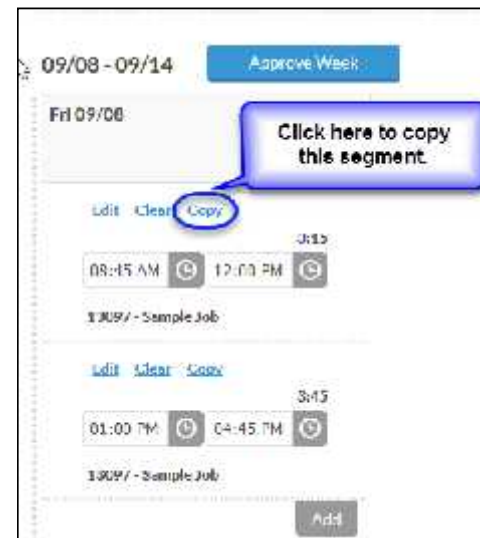 09/08 - 09/14
Approve Week
Fri 09/08
Click here to copy
this segment.
Edit Clear Copy
3:15
08:45 AM 12:00 PM
13097 - Sample Job
Edit Clear Copy
3:45
01:00 PM 04:45 PM
13097 - Sample Job
Add